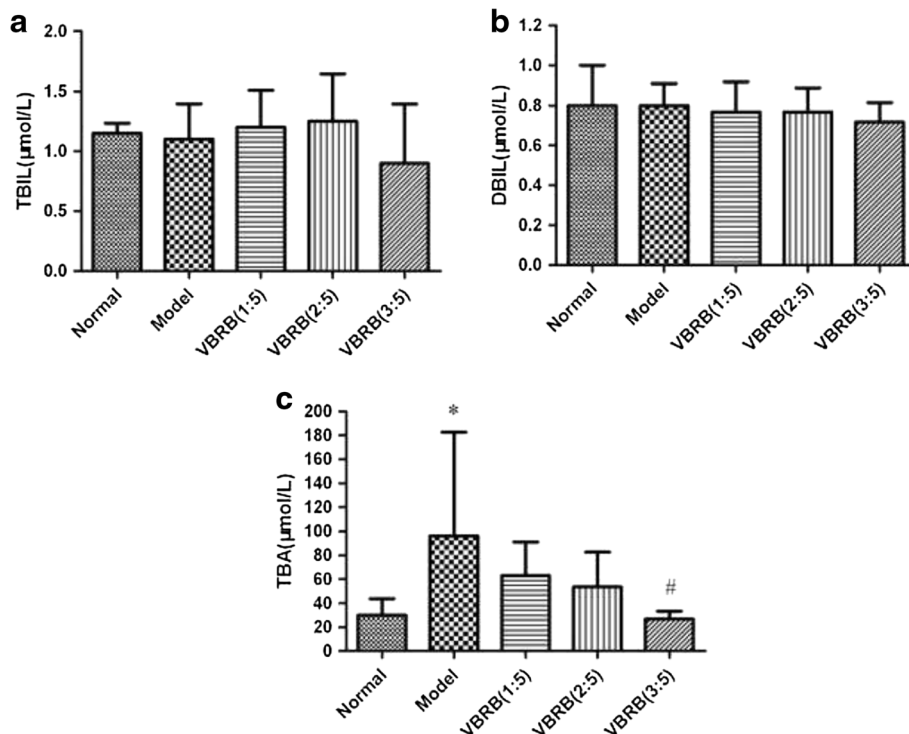 a
TBIL(µmol/L)
2.0
1.5
1.0
0.5
0.0
Normal
Model
VBRB(1:5)
VBRB(2:5)
VBRB(3:5)
b
DBIL(µmol/L)
1.2
1.0
0.8
0.6
0.4
0.2
0.0
Normal
Model
VBRB(1:5)
VBRB(2:5)
VBRB(3:5)
c
TBA(µmol/L)
200
180
160
140
120
100
80
60
40
20
0
*
#
Normal
Model
VBRB(1:5)
VBRB(2:5)
VBRB(3:5)